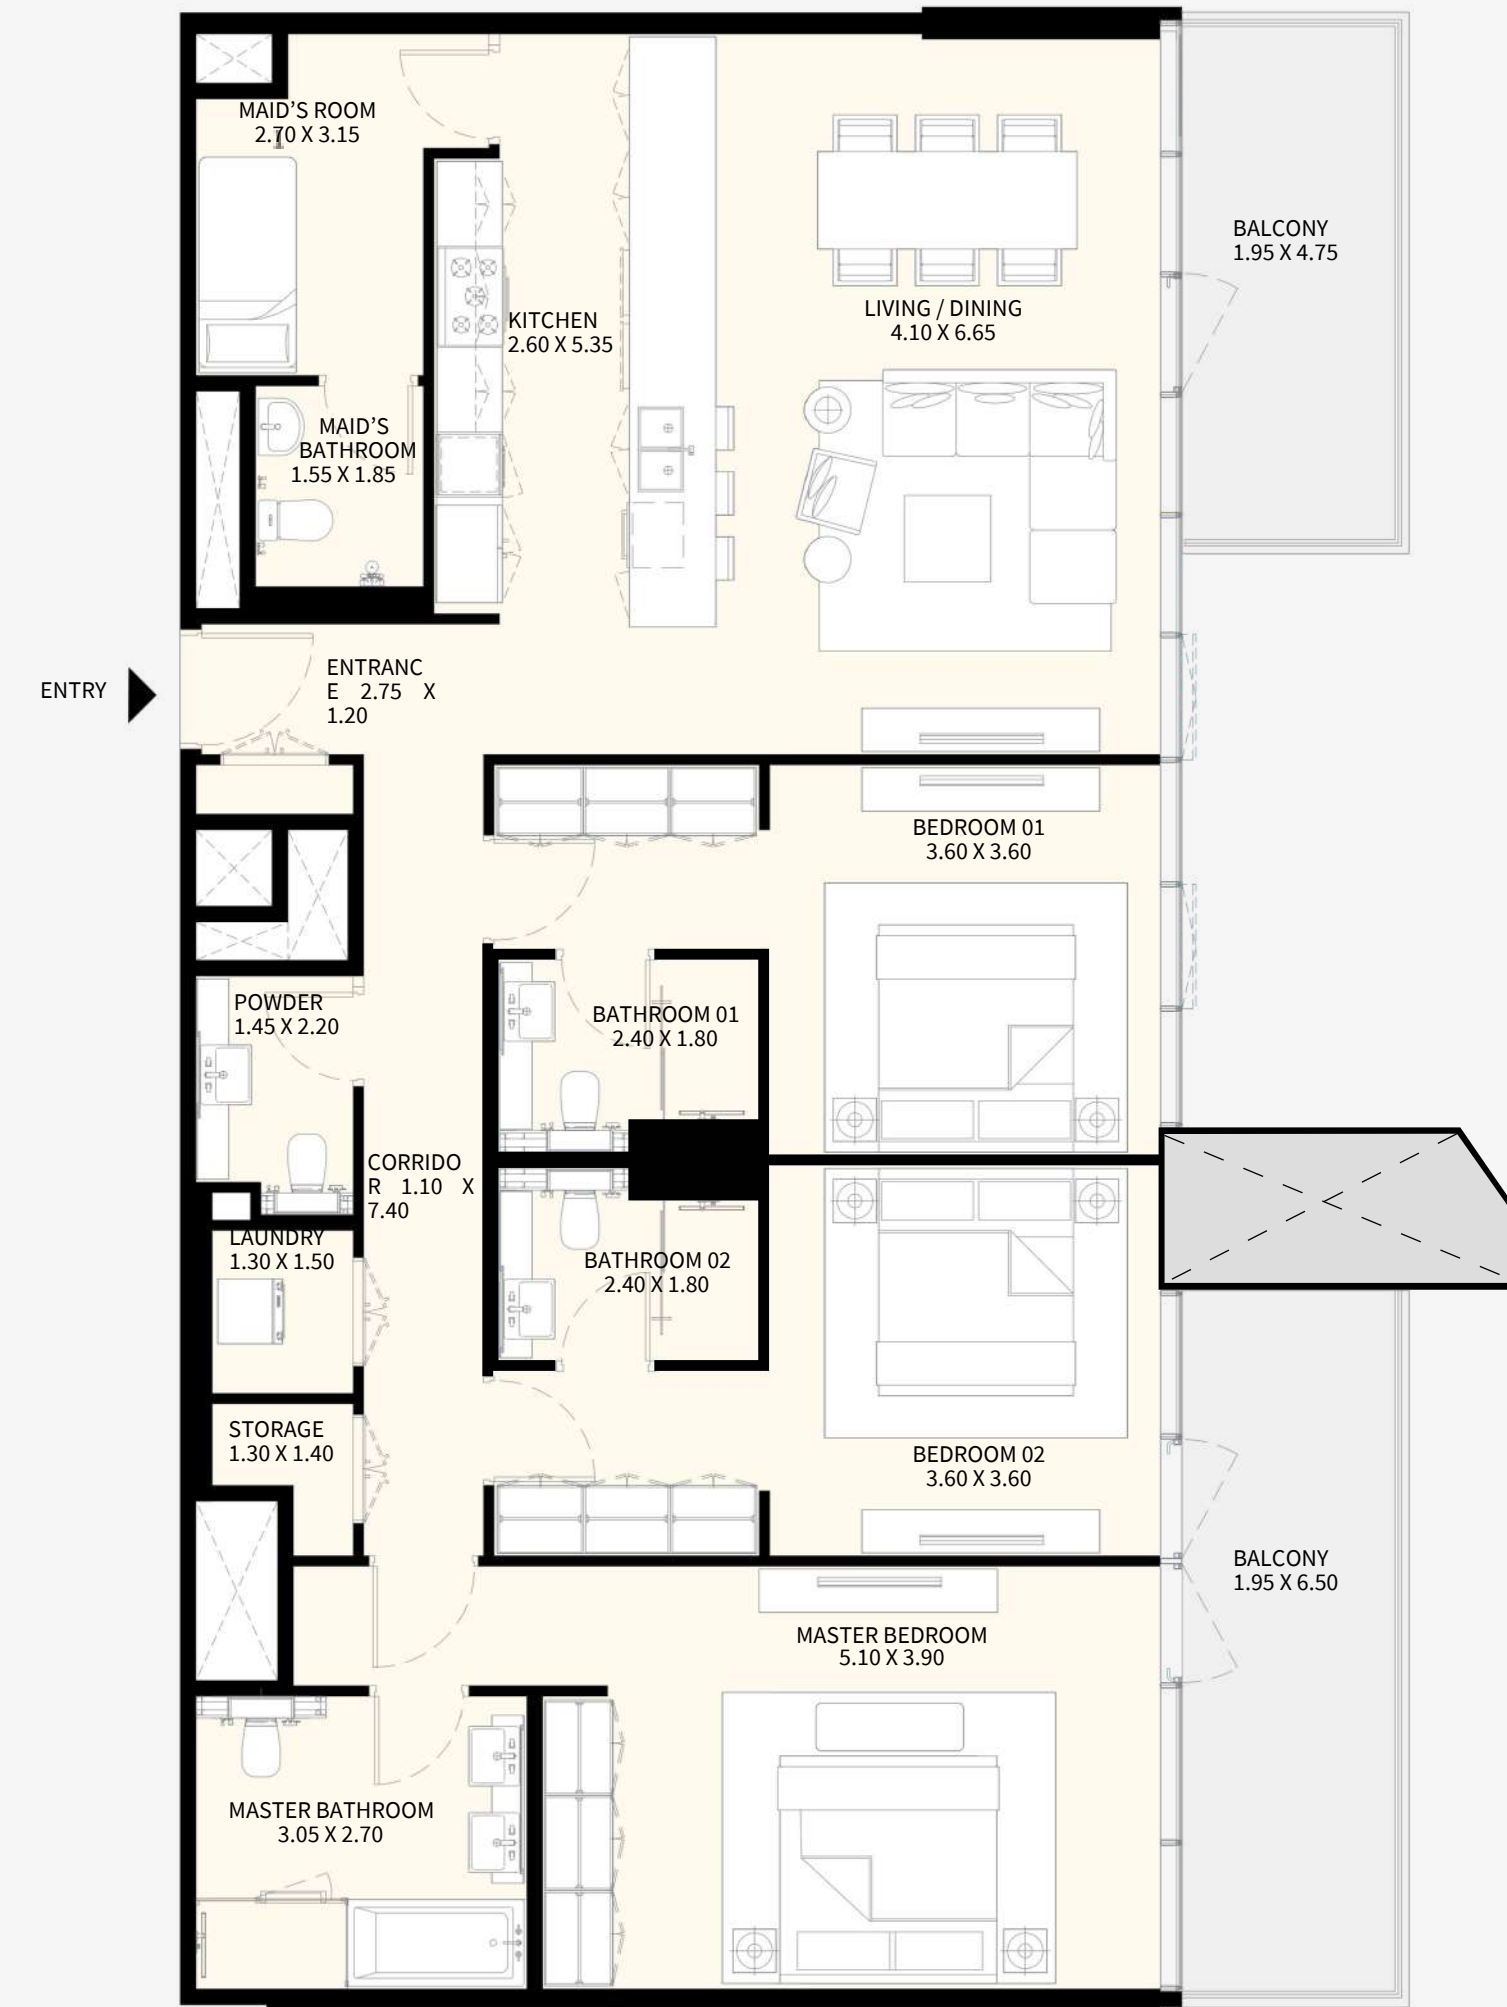 MAID’S ROOM
2.70 X 3.15
BALCONY
1.95 X 4.75
LIVING / DINING
4.10 X 6.65
KITCHEN
2.60 X 5.35
MAID’S
BATHROOM
1.55 X 1.85
ENTRY
ENTRANC
E 2.75 X
1.20
BEDROOM 01
3.60 X 3.60
POWDER
1.45 X 2.20
BATHROOM 01
2.40 X 1.80
CORRIDO
R 1.10 X
7.40
LAUNDRY
1.30 X 1.50
BATHROOM 02
2.40 X 1.80
STORAGE
1.30 X 1.40
BEDROOM 02
3.60 X 3.60
BALCONY
1.95 X 6.50
MASTER BEDROOM
5.10 X 3.90
MASTER BATHROOM
3.05 X 2.70